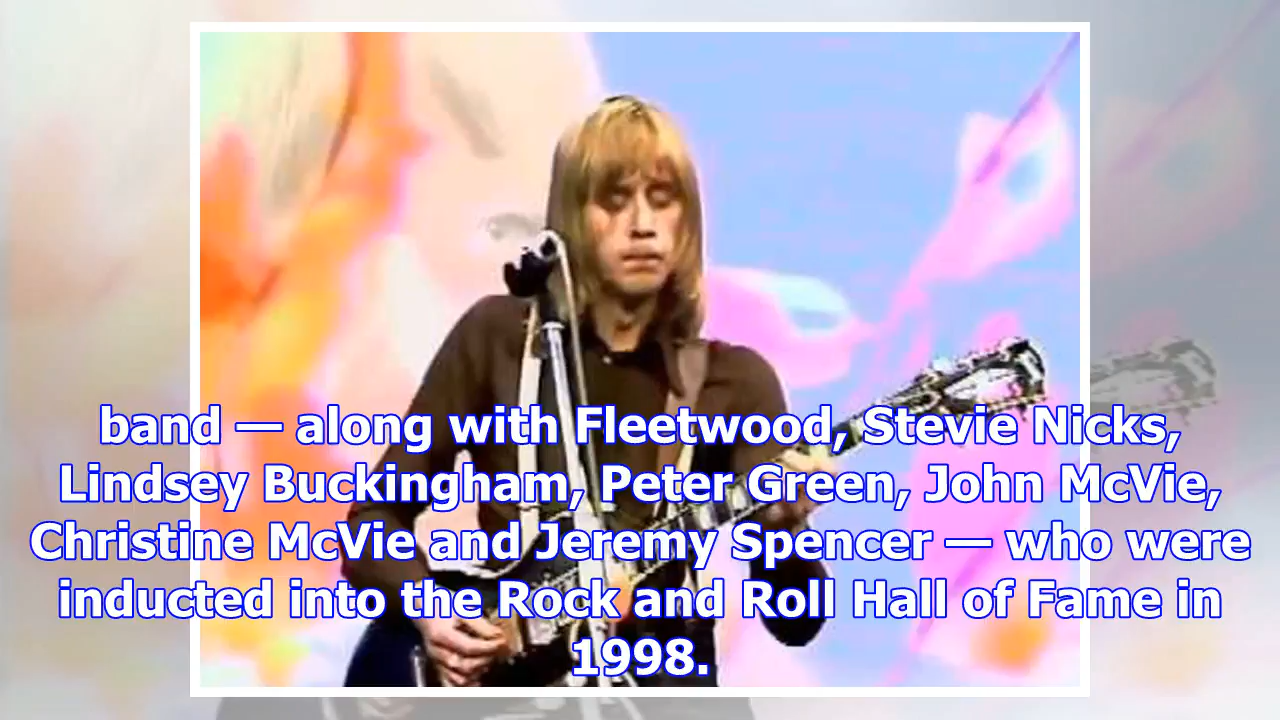 band — along with Fleetwood, Stevie Nicks,
Lindsey Buckingham, Peter Green, John McVie,
Christine McVie and Jeremy Spencer — who were
inducted into the Rock and Roll Hall of Fame in
1998.